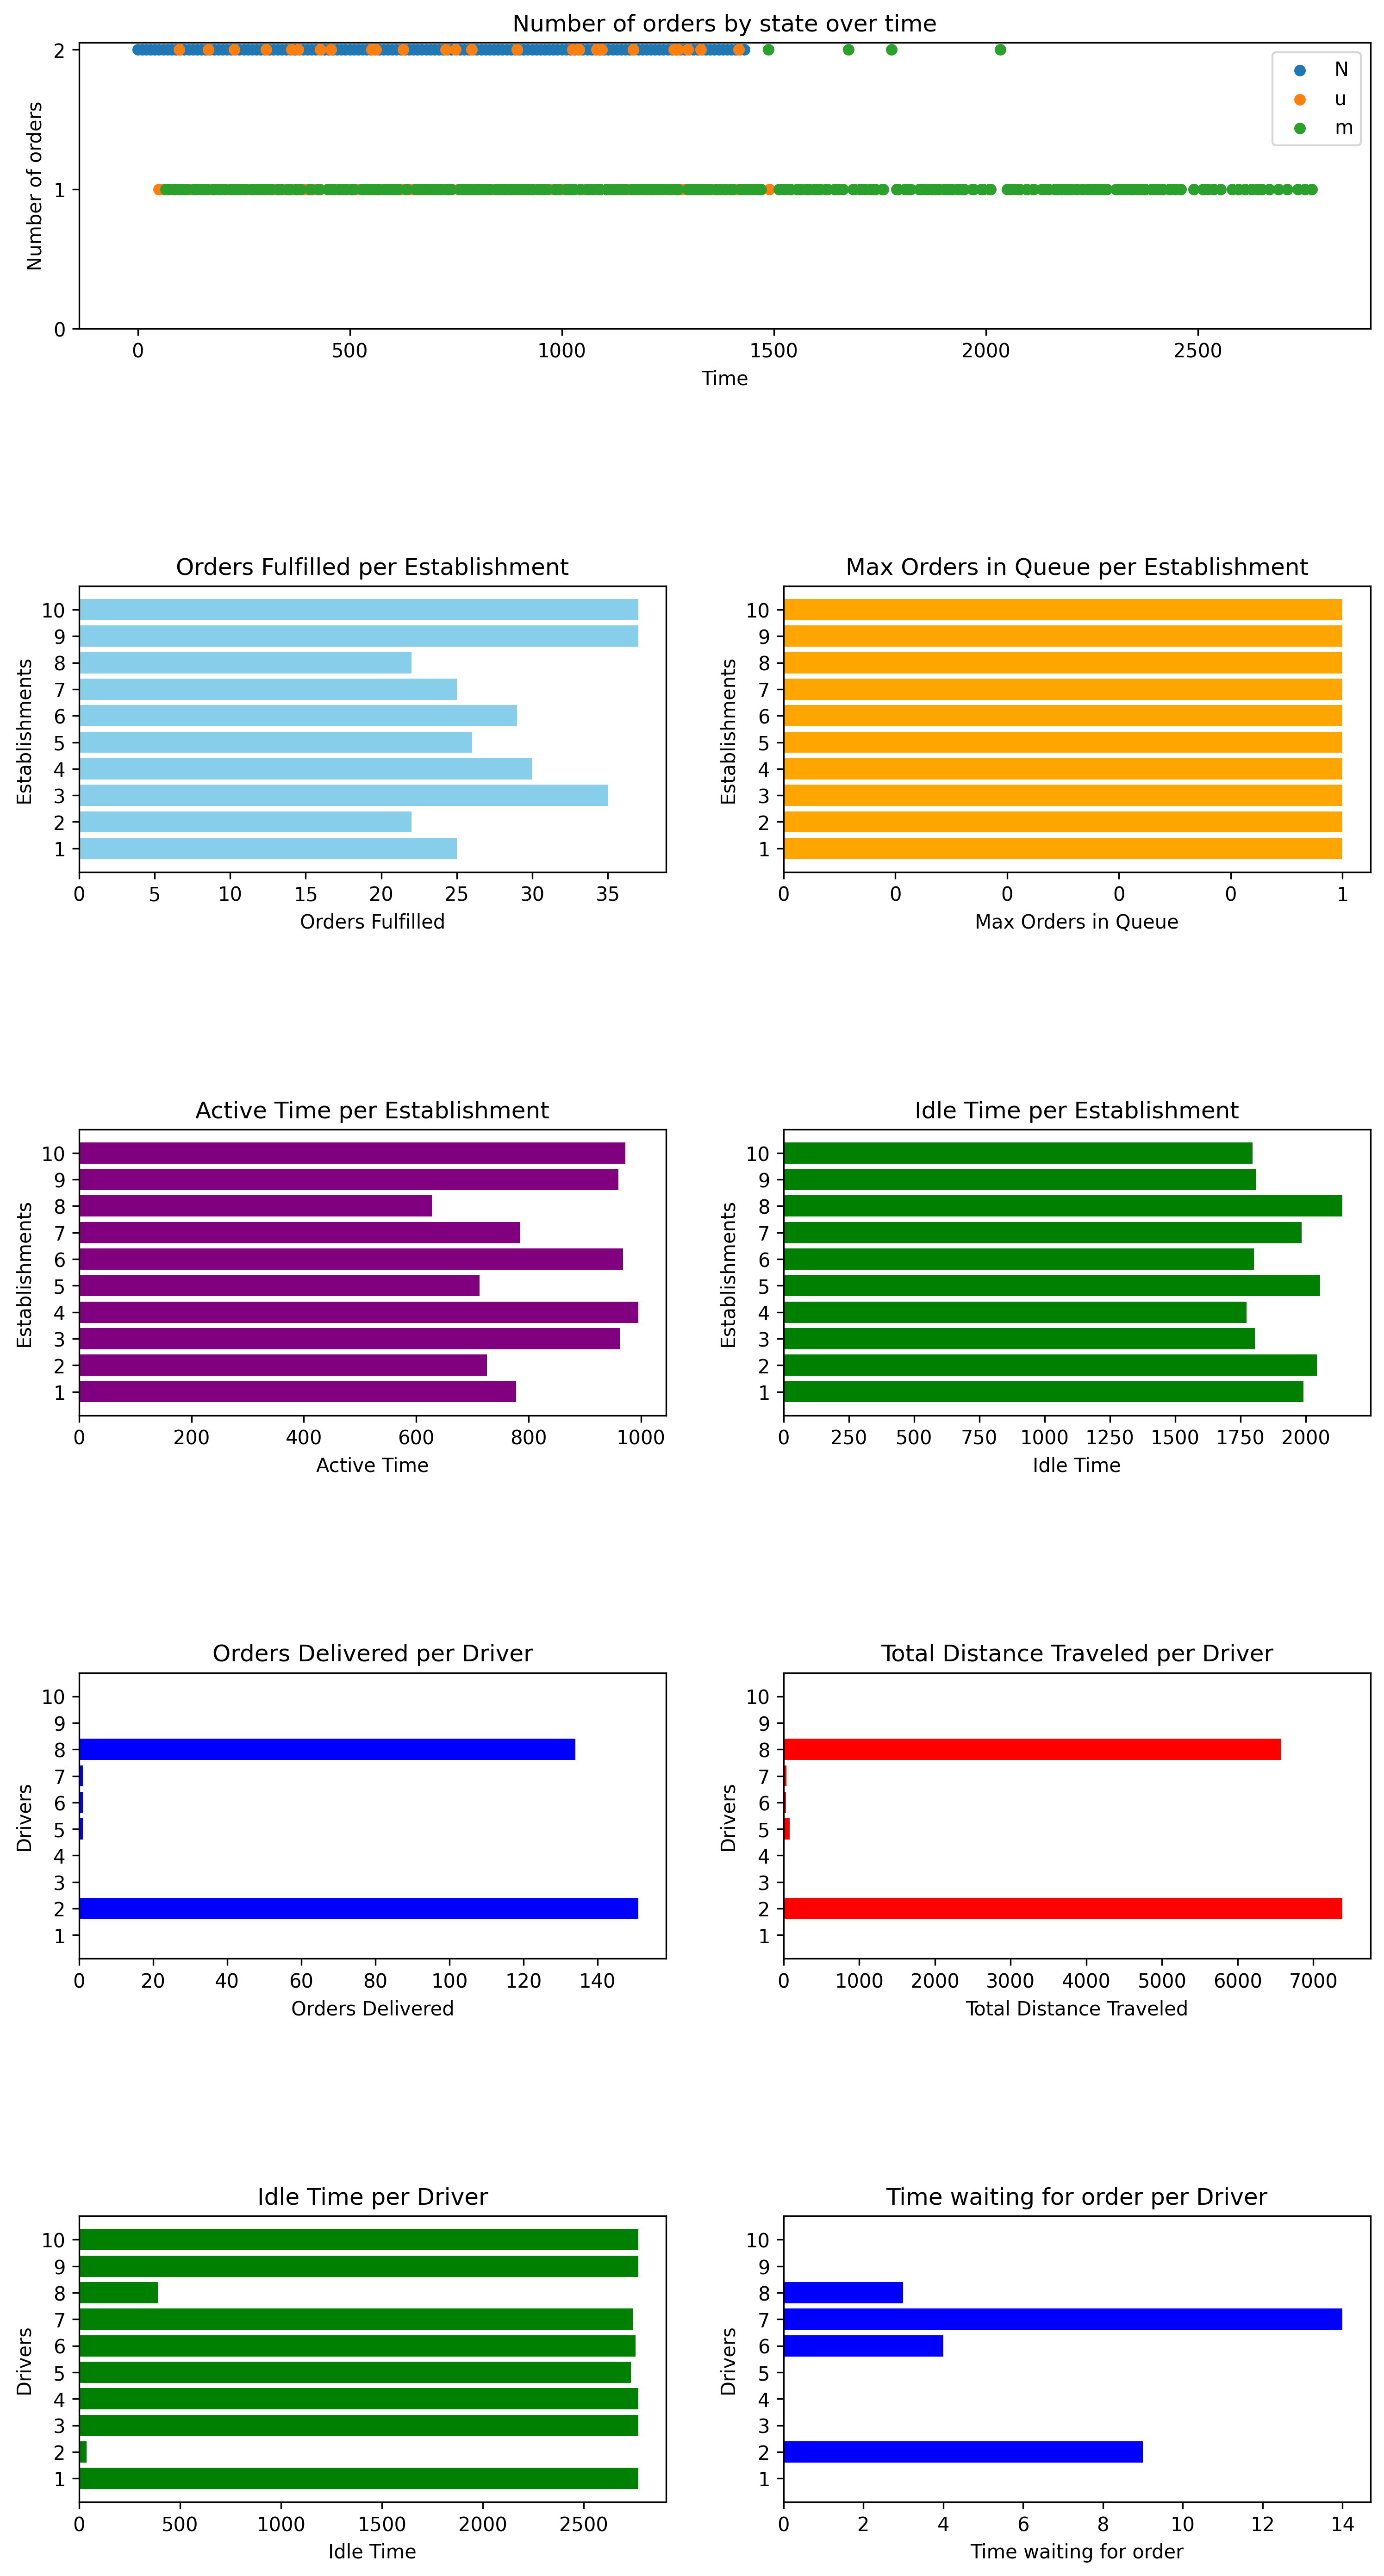 Number of orders by state over time
Number of orders
2
1
0
N
u
m
0 500 1000 1500 2000 2500
Time
Orders Fulfilled per Establishment
Establishments
10
9
8
7
6
5
4
3
2
1
0 5 10 15 20 25 30 35
Orders Fulfilled
Max Orders in Queue per Establishment
Establishments
10
9
8
7
6
5
4
3
2
1
0 0 0 0 0 1
Max Orders in Queue
Active Time per Establishment
Establishments
10
9
8
7
6
5
4
3
2
1
0 200 400 600 800 1000
Active Time
Idle Time per Establishment
Establishments
10
9
8
7
6
5
4
3
2
1
0 250 500 750 1000 1250 1500 1750 2000
Idle Time
Orders Delivered per Driver
Drivers
10
9
8
7
6
5
4
3
2
1
0 20 40 60 80 100 120 140
Orders Delivered
Total Distance Traveled per Driver
Drivers
10
9
8
7
6
5
4
3
2
1
0 1000 2000 3000 4000 5000 6000 7000
Total Distance Traveled
Idle Time per Driver
Drivers
10
9
8
7
6
5
4
3
2
1
0 500 1000 1500 2000 2500
Idle Time
Time waiting for order per Driver
Drivers
10
9
8
7
6
5
4
3
2
1
0 2 4 6 8 10 12 14
Time waiting for order